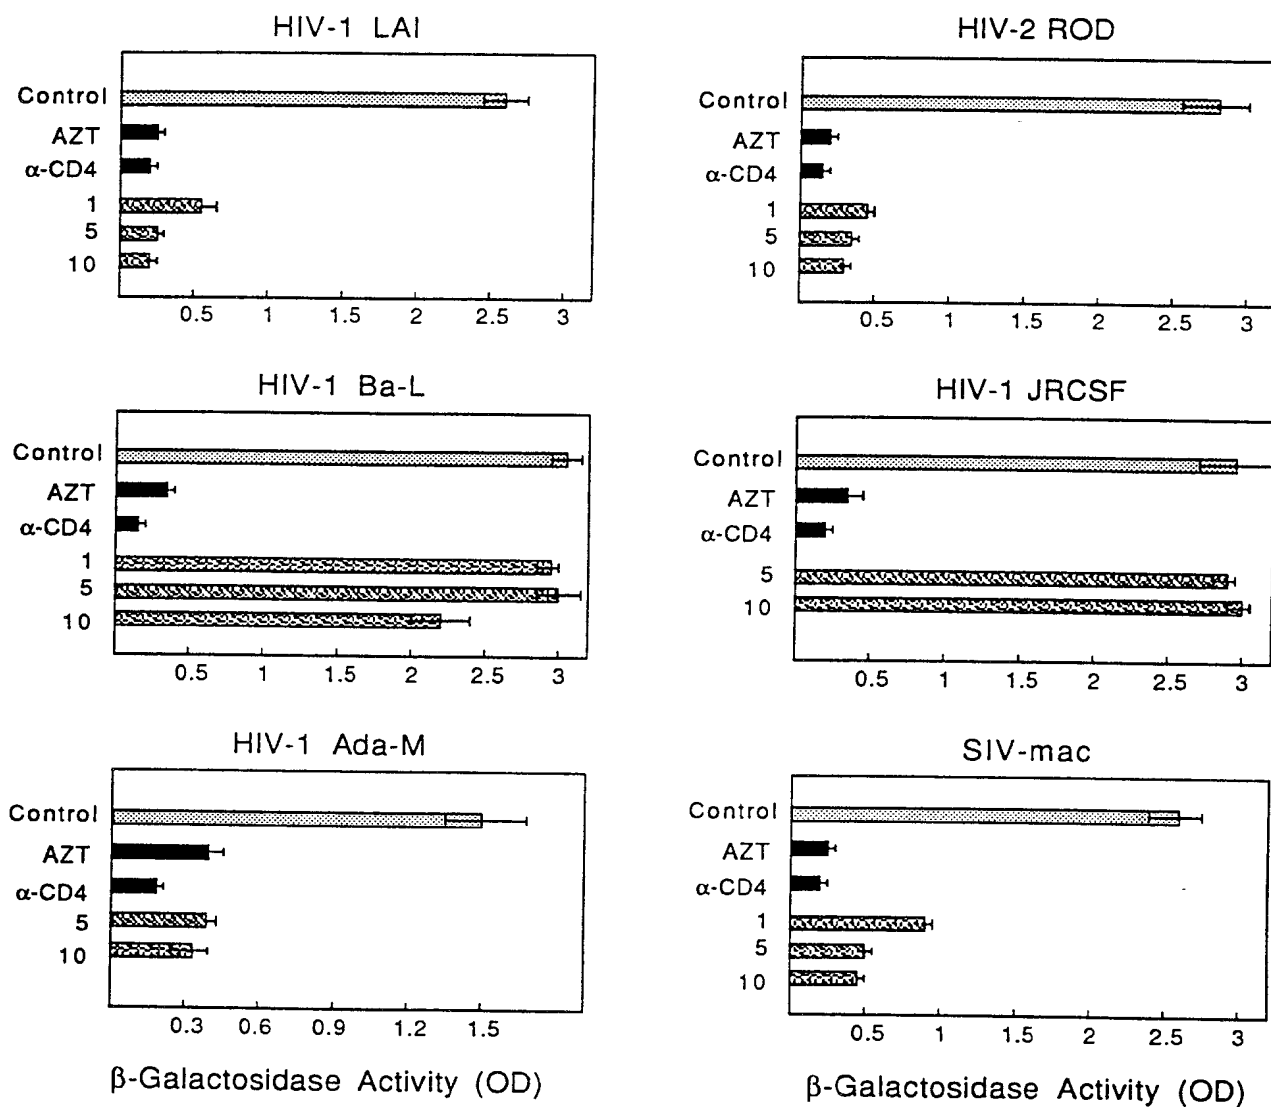 HIV-1 LAI
Control
AZT
α-CD4
1
5
10
0.5 1 1.5 2 2.5 3
HIV-2 ROD
Control
AZT
α-CD4
1
5
10
0.5 1 1.5 2 2.5 3
HIV-1 Ba-L
Control
AZT
α-CD4
1
5
10
0.5 1 1.5 2 2.5 3
HIV-1 JRCSF
Control
AZT
α-CD4
5
10
0.5 1 1.5 2 2.5 3
HIV-1 Ada-M
Control
AZT
α-CD4
5
10
0.3 0.6 0.9 1.2 1.5
β-Galactosidase Activity (OD)
SIV-mac
Control
AZT
α-CD4
1
5
10
0.5 1 1.5 2 2.5 3
β-Galactosidase Activity (OD)